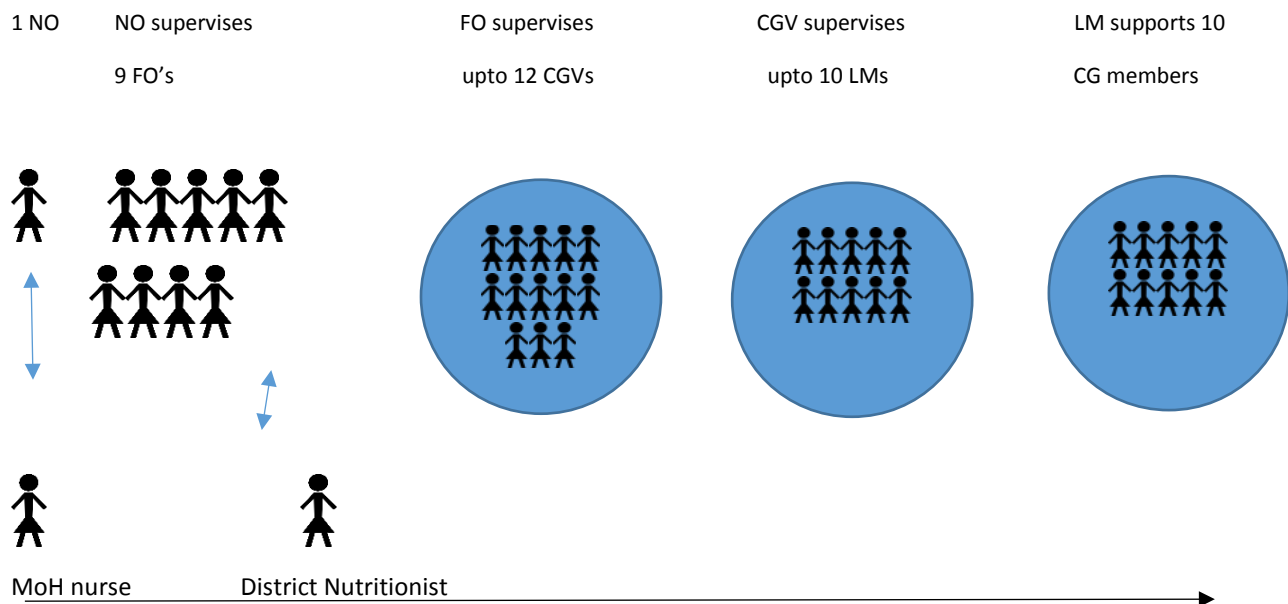 1 NO NO supervises FO supervises CGV supervises LM supports 10
9 FO’s upto 12 CGVs upto 10 LMs CG members
MoH nurse District Nutritionist